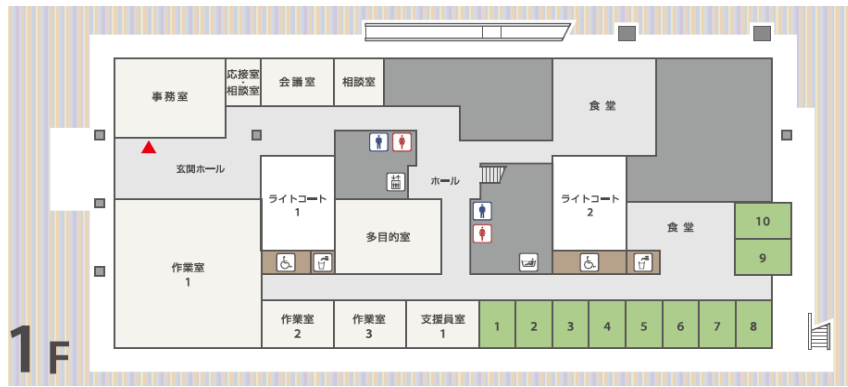 事務室
応接室
・
相談室
会議室
相談室
食堂
玄関ホール
ライトコート
1
ホール
ライトコート
2
多目的室
食堂
10
9
作業室
1
作業室
2
作業室
3
支援員室
1
1
2
3
4
5
6
7
8
1F